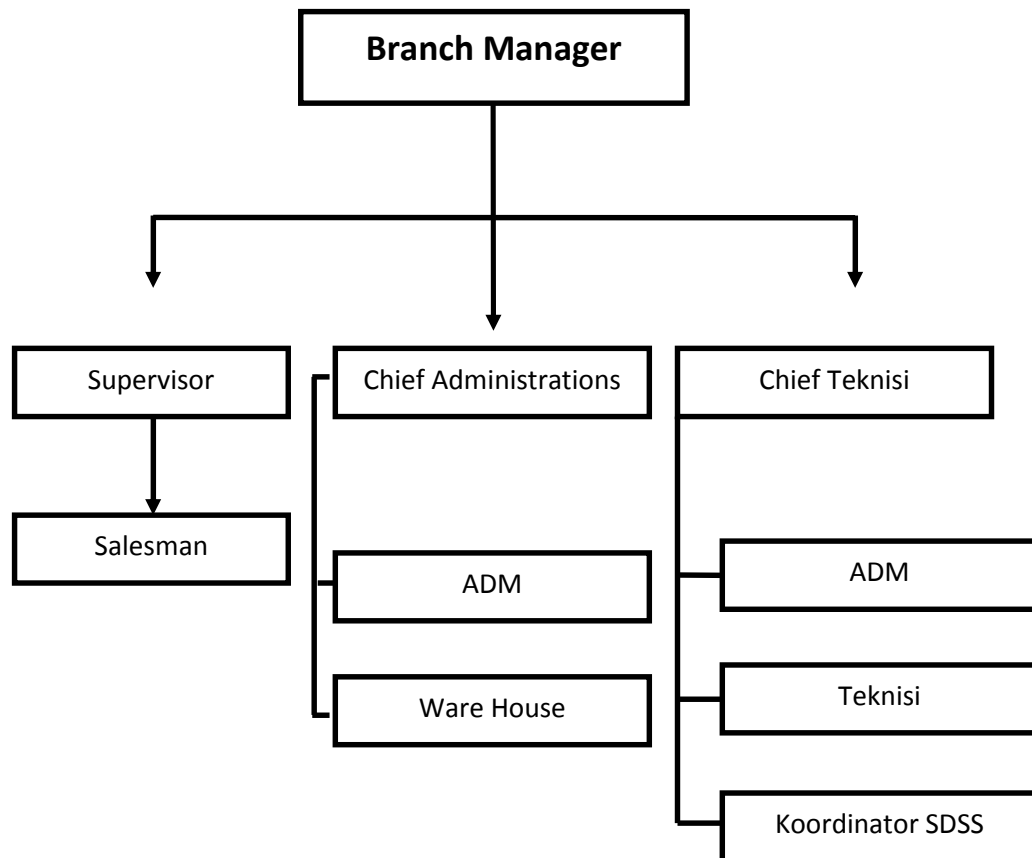 Branch Manager
Supervisor
Chief Administrations
Chief Teknisi
Salesman
ADM
ADM
Ware House
Teknisi
Koordinator SDSS